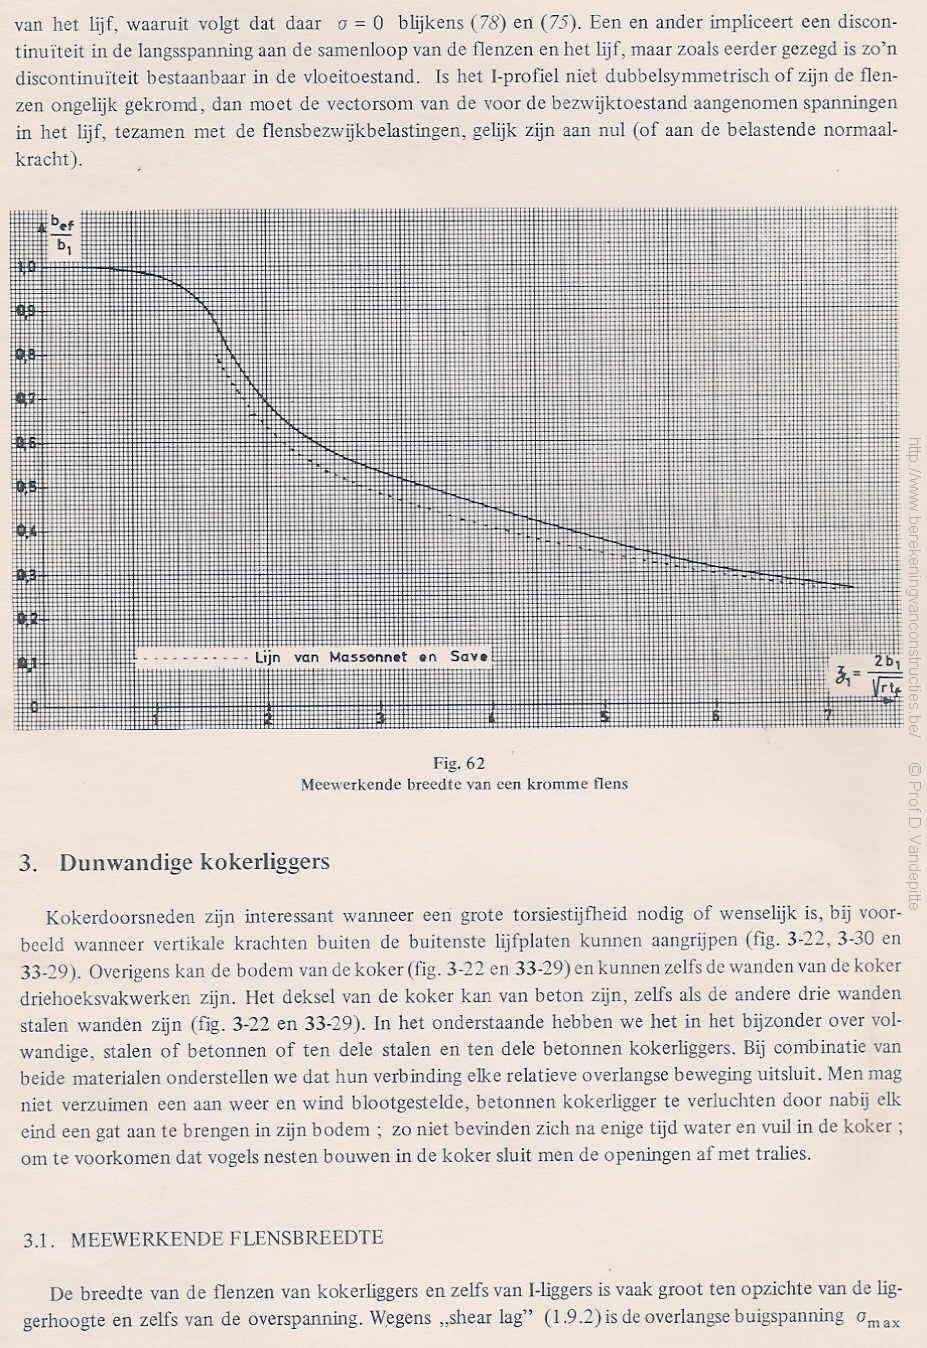 van het lijf, waaruit volgt dat daar σ = 0 blijkens (78) en (75). Een en ander impliceert een discon-
tinuïteit in de langsspanning aan de samenloop van de flenzen en het lijf, maar zoals eerder gezegd is zo'n
discontinuïteit bestaanbaar in de vloeitoestand. Is het I-profiel niet dubbelsymmetrisch of zijn de flen-
zen ongelijk gekromd, dan moet de vectorsom van de voor de bezwijktoestand aangenomen spanningen
in het lijf, tezamen met de flensbezwijkbelastingen, gelijk zijn aan nul (of aan de belastende normaal-
kracht).
b_ef
b_1
1,0
0,9
0,8
0,7
0,6
0,5
0,4
0,3
0,2
0,1
Lijn van Massonnet en Save
ʒ_1 = 2b_1 / √rt_f
0
1 2 3 4 5 6 7
Fig. 62
Meewerkende breedte van een kromme flens
3. Dunwandige kokerliggers
Kokerdoorsneden zijn interessant wanneer een grote torsiestijfheid nodig of wenselijk is, bij voor-
beeld wanneer vertikale krachten buiten de buitenste lijfplaten kunnen aangrijpen (fig. 3-22, 3-30 en
33-29). Overigens kan de bodem van de koker (fig. 3-22 en 33-29) en kunnen zelfs de wanden van de koker
driehoeksvakwerken zijn. Het deksel van de koker kan van beton zijn, zelfs als de andere drie wanden
stalen wanden zijn (fig. 3-22 en 33-29). In het onderstaande hebben we het in het bijzonder over vol-
wandige, stalen of betonnen of ten dele stalen en ten dele betonnen kokerliggers. Bij combinatie van
beide materialen onderstellen we dat hun verbinding elke relatieve overlangse beweging uitsluit. Men mag
niet verzuimen een aan weer en wind blootgestelde, betonnen kokerligger te verluchten door nabij elk
eind een gat aan te brengen in zijn bodem ; zo niet bevinden zich na enige tijd water en vuil in de koker ;
om te voorkomen dat vogels nesten bouwen in de koker sluit men de openingen af met tralies.
3.1. MEEWERKENDE FLENSBREEDTE
De breedte van de flenzen van kokerliggers en zelfs van I-liggers is vaak groot ten opzichte van de lig-
gerhoogte en zelfs van de overspanning. Wegens „shear lag” (1.9.2) is de overlangse buigspanning σ_max
http://www.berekeningvanconstructies.be/ © Prof.D.Vandepitte